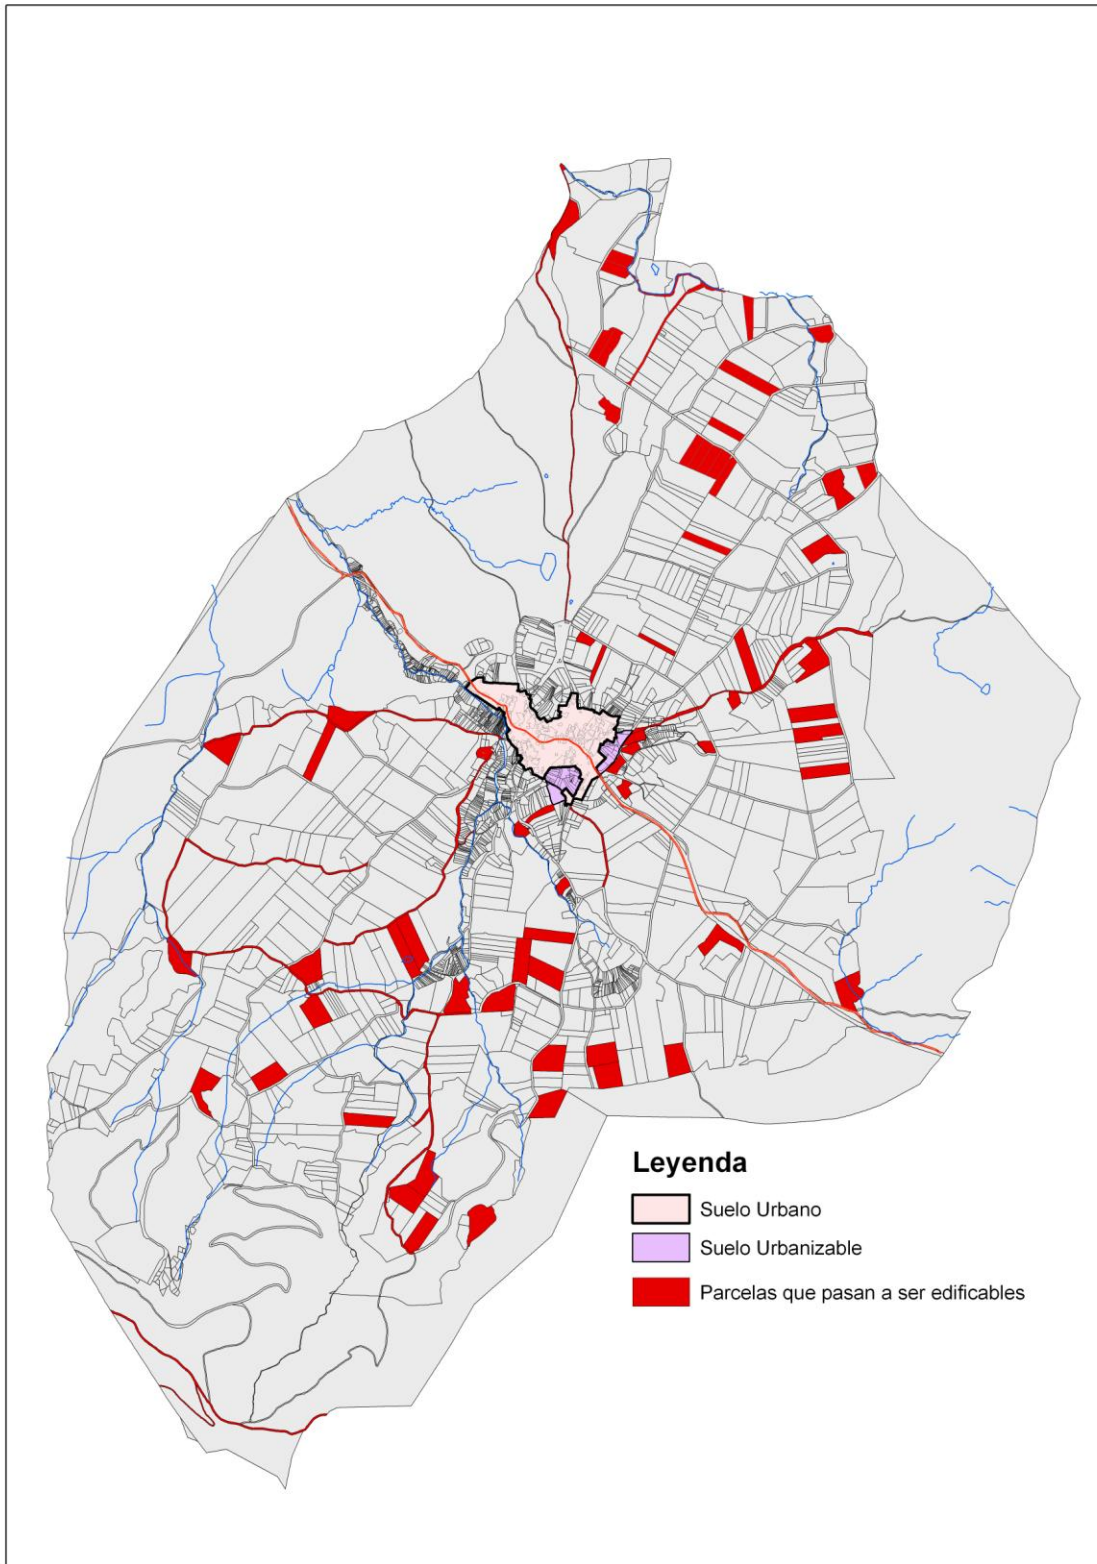 Leyenda
Suelo Urbano
Suelo Urbanizable
Parcelas que pasan a ser edificables